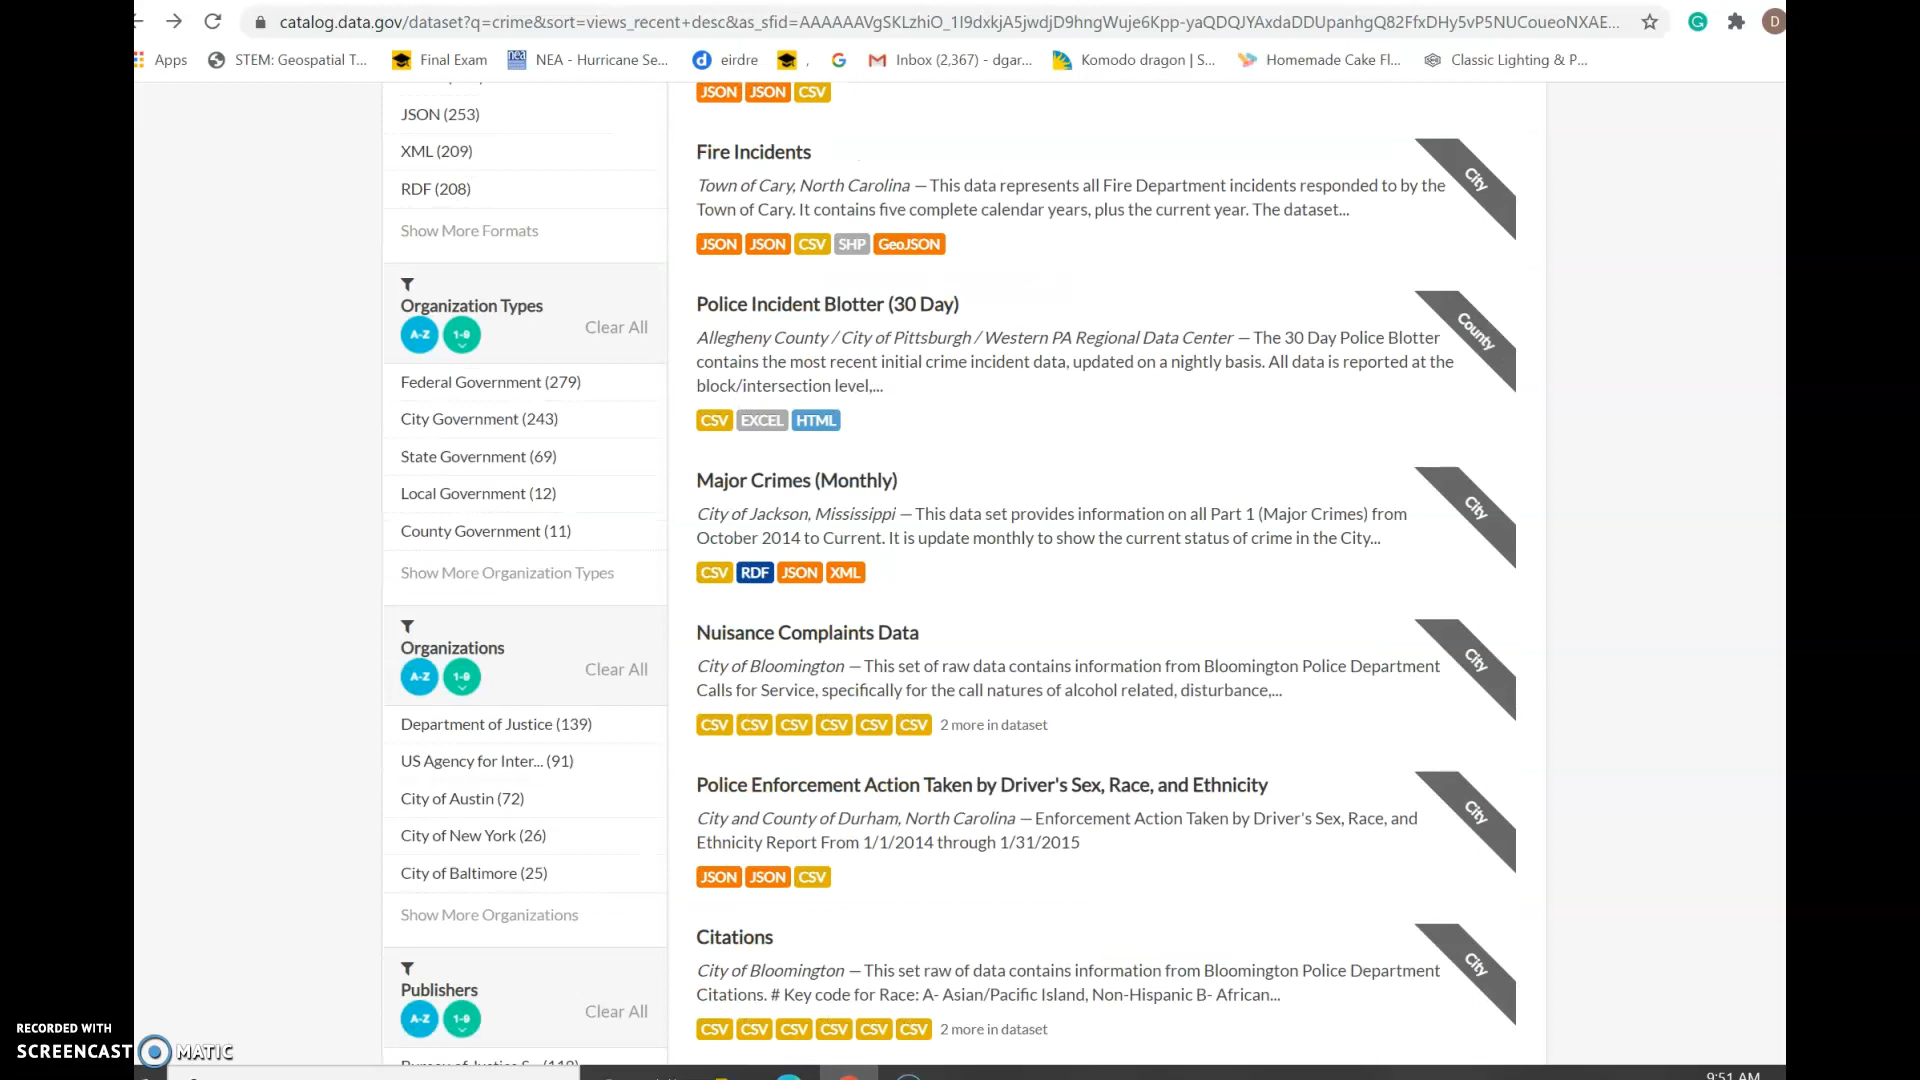 catalog.data.gov/dataset?q=crime&sort=views_recent+desc&as_sfid=AAAAAAVgSKLzhiO_1I9dxkjA5jwdjD9hngWuje6Kpp-yaQDQJYAxdaDDUpanhgQ82FfxDHy5vP5NUCoueoNXAE...
D
Apps STEM: Geospatial T... Final Exam nea NEA - Hurricane Se... d eirdre , G Inbox (2,367) - dgar... Komodo dragon | S... Homemade Cake Fl... Classic Lighting & P...
JSON (253)
XML (209)
RDF (208)
Show More Formats
Organization Types
A-Z 1-9 Clear All
Federal Government (279)
City Government (243)
State Government (69)
Local Government (12)
County Government (11)
Show More Organization Types
Organizations
A-Z 1-9 Clear All
Department of Justice (139)
US Agency for Inter... (91)
City of Austin (72)
City of New York (26)
City of Baltimore (25)
Show More Organizations
Publishers
A-Z 1-9 Clear All
JSON JSON CSV
Fire Incidents
City
Town of Cary, North Carolina — This data represents all Fire Department incidents responded to by the
Town of Cary. It contains five complete calendar years, plus the current year. The dataset...
JSON JSON CSV SHP GeoJSON
Police Incident Blotter (30 Day)
County
Allegheny County / City of Pittsburgh / Western PA Regional Data Center — The 30 Day Police Blotter
contains the most recent initial crime incident data, updated on a nightly basis. All data is reported at the
block/intersection level,...
CSV EXCEL HTML
Major Crimes (Monthly)
City
City of Jackson, Mississippi — This data set provides information on all Part 1 (Major Crimes) from
October 2014 to Current. It is update monthly to show the current status of crime in the City...
CSV RDF JSON XML
Nuisance Complaints Data
City
City of Bloomington — This set of raw data contains information from Bloomington Police Department
Calls for Service, specifically for the call natures of alcohol related, disturbance,...
CSV CSV CSV CSV CSV CSV 2 more in dataset
Police Enforcement Action Taken by Driver's Sex, Race, and Ethnicity
City
City and County of Durham, North Carolina — Enforcement Action Taken by Driver's Sex, Race, and
Ethnicity Report From 1/1/2014 through 1/31/2015
JSON JSON CSV
Citations
City
City of Bloomington — This set raw of data contains information from Bloomington Police Department
Citations. # Key code for Race: A- Asian/Pacific Island, Non-Hispanic B- African...
CSV CSV CSV CSV CSV CSV 2 more in dataset
RECORDED WITH
SCREENCAST MATIC
9:51 AM